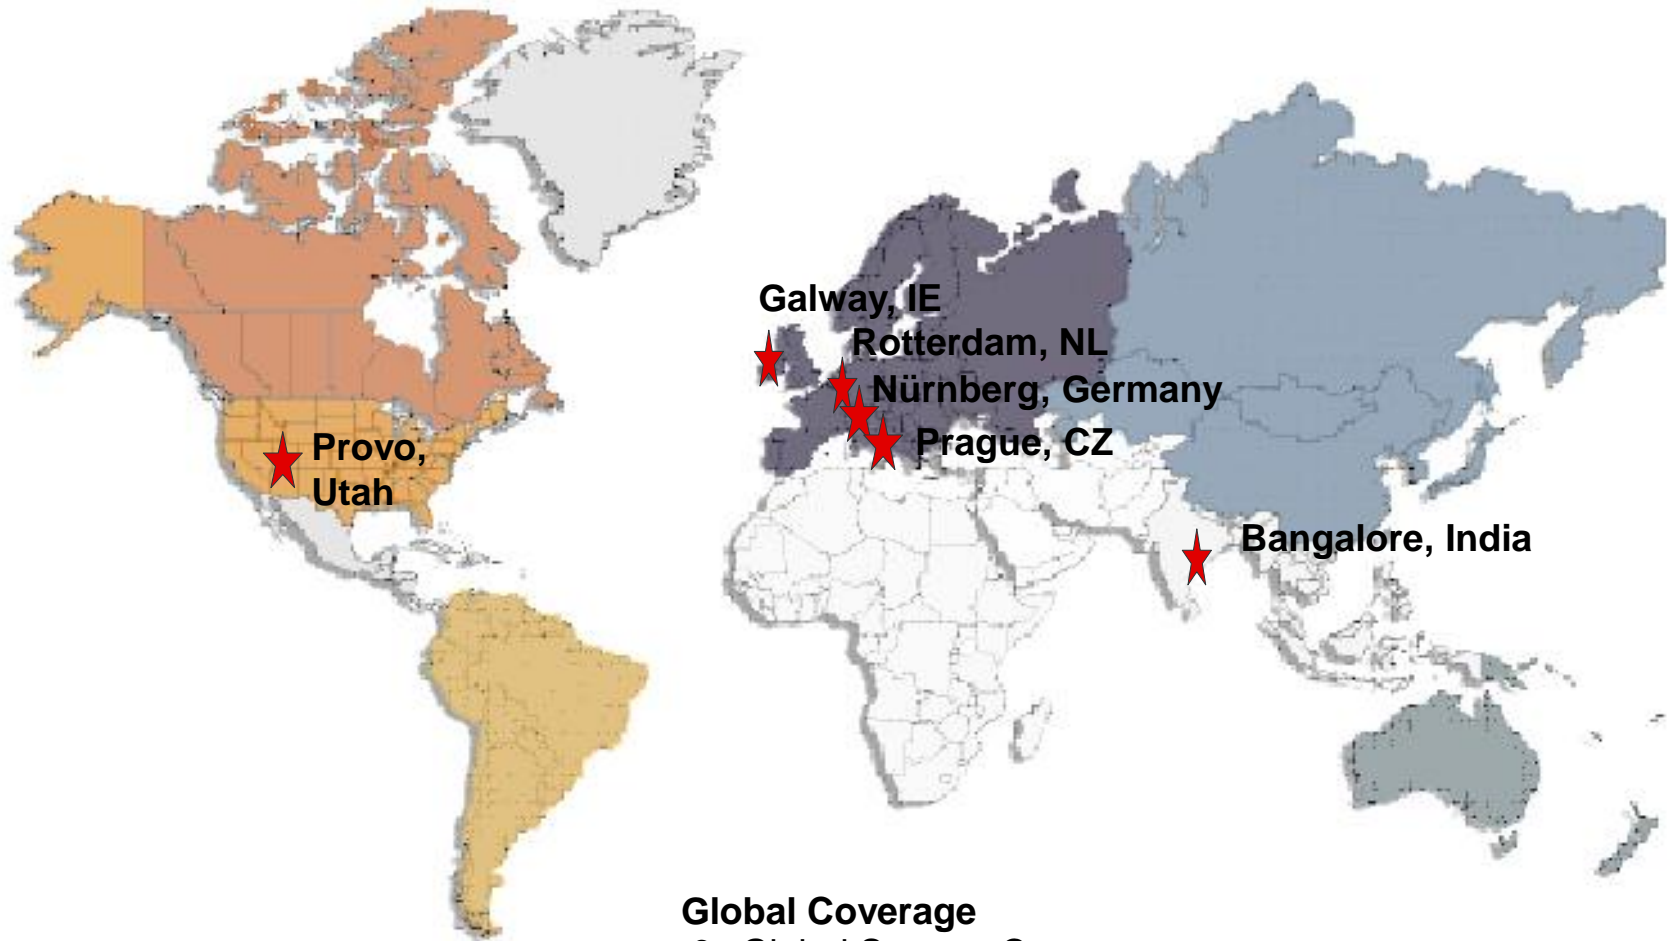 Galway, IE
Rotterdam, NL
Nürnberg, Germany
Provo,
Utah
Prague, CZ
Bangalore, India
Global Coverage